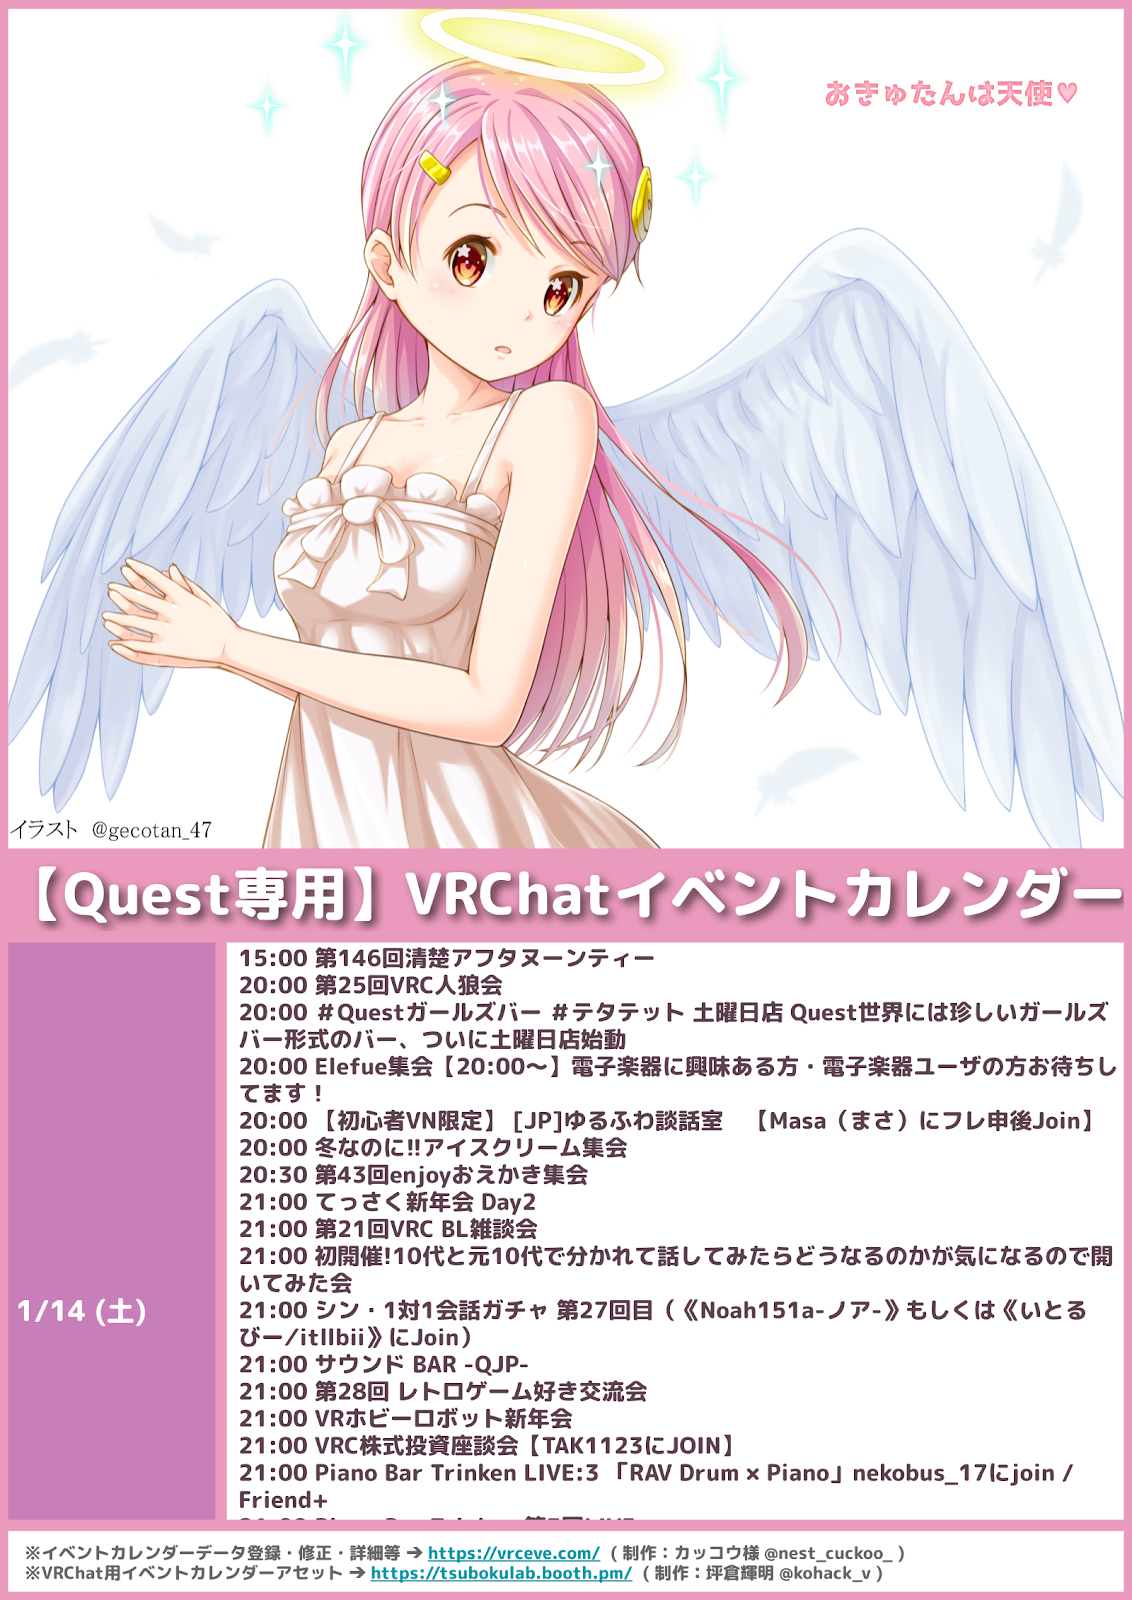 おきゅたんは天使♥
イラスト @gecotan_47
【Quest専用】VRChatイベントカレンダー
1/14 (土)
15:00 第146回清楚アフタヌーンティー
20:00 第25回VRC人狼会
20:00 ＃Questガールズバー ＃テタテット 土曜日店 Quest世界には珍しいガールズ
バー形式のバー、ついに土曜日店始動
20:00 Elefue集会【20:00〜】電子楽器に興味ある方・電子楽器ユーザの方お待ちし
てます！
20:00 【初心者VN限定】 [JP]ゆるふわ談話室　【Masa（まさ）にフレ申後Join】
20:00 冬なのに‼アイスクリーム集会
20:30 第43回enjoyおえかき集会
21:00 てっさく新年会 Day2
21:00 第21回VRC BL雑談会
21:00 初開催!10代と元10代で分かれて話してみたらどうなるのかが気になるので開
いてみた会
21:00 シン・1対1会話ガチャ 第27回目（《Noah151a-ノア-》もしくは《いとる
びー/itllbii》にJoin）
21:00 サウンド BAR -QJP-
21:00 第28回 レトロゲーム好き交流会
21:00 VRホビーロボット新年会
21:00 VRC株式投資座談会【TAK1123にJOIN】
21:00 Piano Bar Trinken LIVE:3 「RAV Drum × Piano」nekobus_17にjoin /
Friend+
※イベントカレンダーデータ登録・修正・詳細等 ➔ https://vrceve.com/ ( 制作：カッコウ様 @nest_cuckoo_ )
※VRChat用イベントカレンダーアセット ➔ https://tsubokulab.booth.pm/ ( 制作：坪倉輝明 @kohack_v )